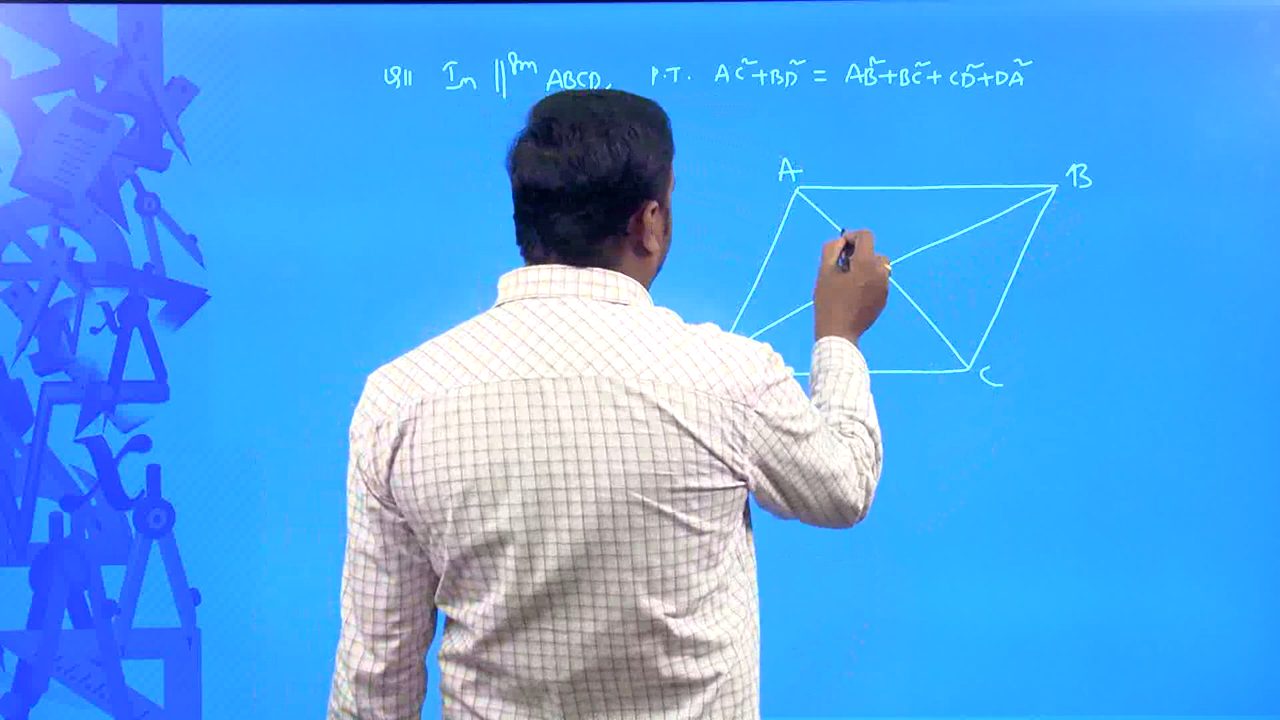 Q11 In ||gm ABCD, P.T. AC²+BD² = AB²+BC²+CD²+DA²
A
B
C
x
x